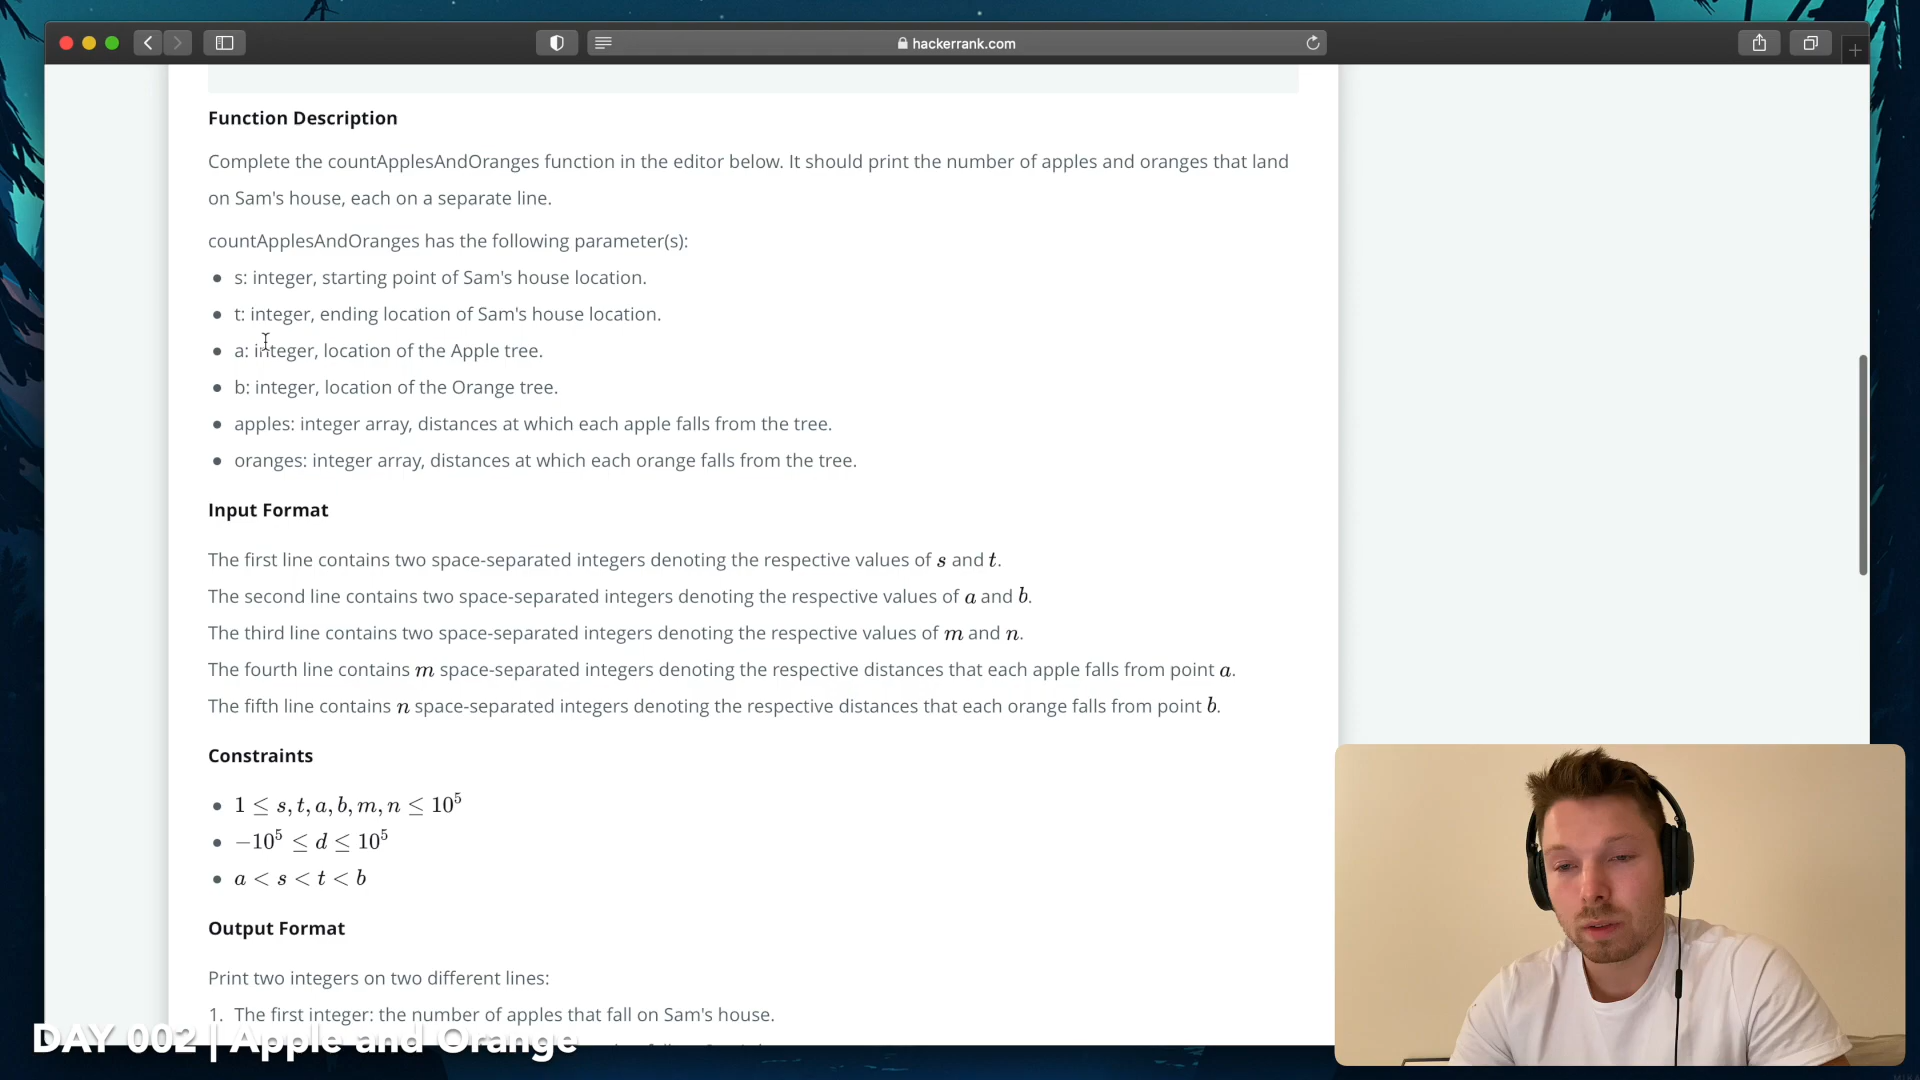 hackerrank.com
Function Description
Complete the countApplesAndOranges function in the editor below. It should print the number of apples and oranges that land
on Sam's house, each on a separate line.
countApplesAndOranges has the following parameter(s):
s: integer, starting point of Sam's house location.
t: integer, ending location of Sam's house location.
a: integer, location of the Apple tree.
b: integer, location of the Orange tree.
apples: integer array, distances at which each apple falls from the tree.
oranges: integer array, distances at which each orange falls from the tree.
Input Format
The first line contains two space-separated integers denoting the respective values of s and t.
The second line contains two space-separated integers denoting the respective values of a and b.
The third line contains two space-separated integers denoting the respective values of m and n.
The fourth line contains m space-separated integers denoting the respective distances that each apple falls from point a.
The fifth line contains n space-separated integers denoting the respective distances that each orange falls from point b.
Constraints
1 ≤ s, t, a, b, m, n ≤ 10⁵
−10⁵ ≤ d ≤ 10⁵
a < s < t < b
Output Format
Print two integers on two different lines:
1. The first integer: the number of apples that fall on Sam's house.
DAY 002 | Apple and Orange